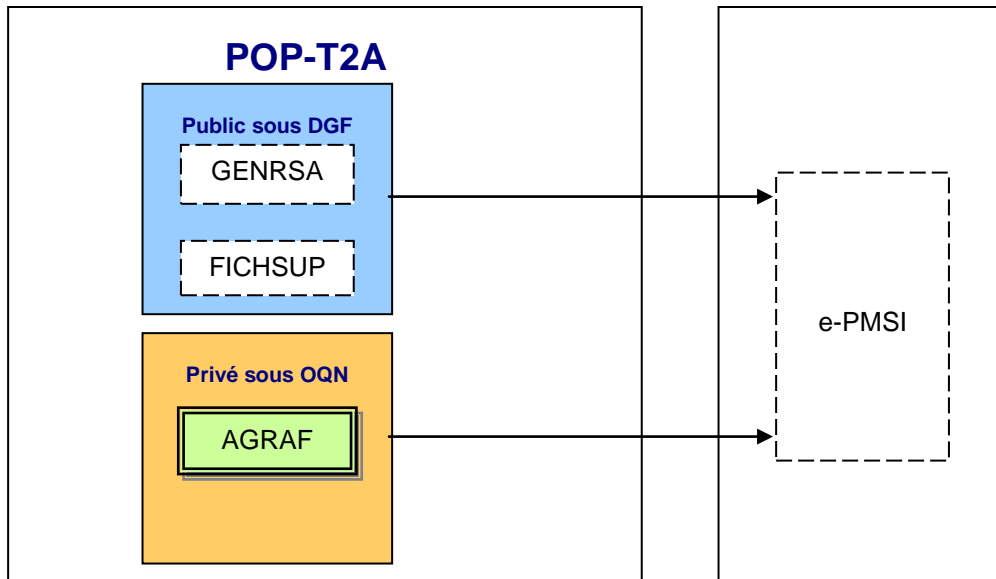 POP-T2A
Public sous DGF
GENRSA
FICHSUP
Privé sous OQN
AGRAF
e-PMSI